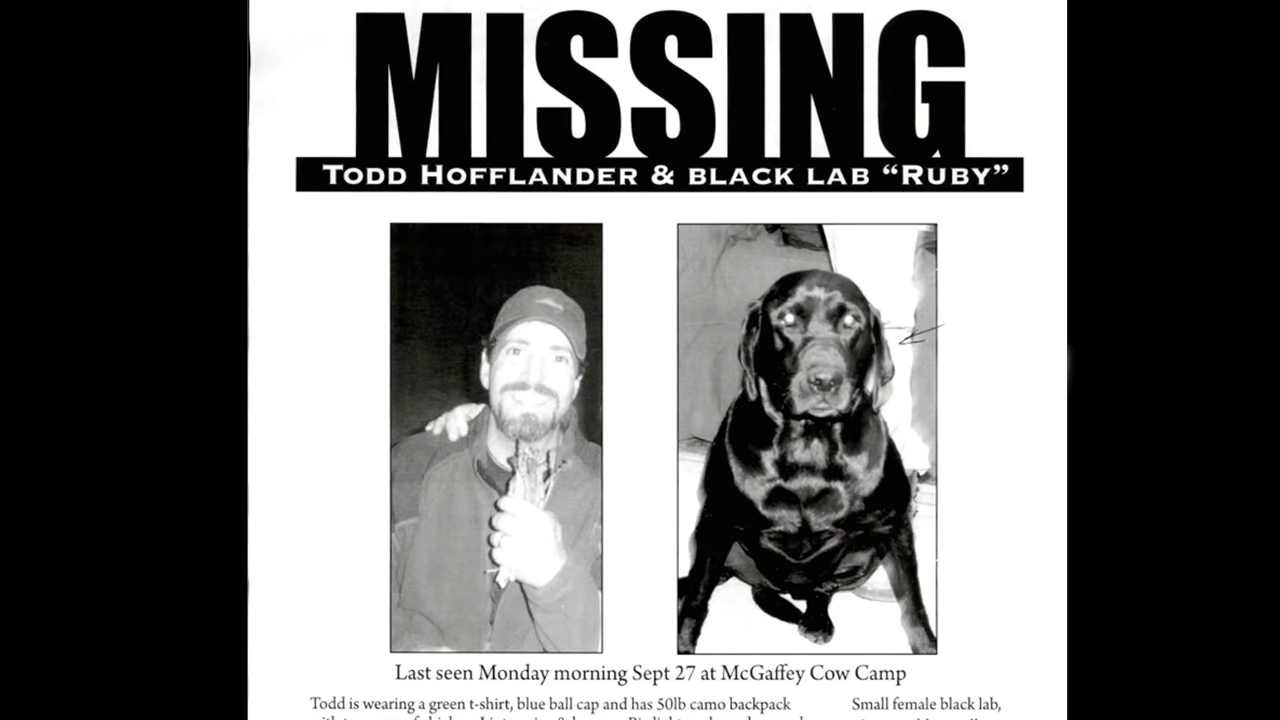 MISSING
TODD HOFFLANDER & BLACK LAB “RUBY”
Last seen Monday morning Sept 27 at McGaffey Cow Camp
Todd is wearing a green t-shirt, blue ball cap and has 50lb camo backpack
Small female black lab,